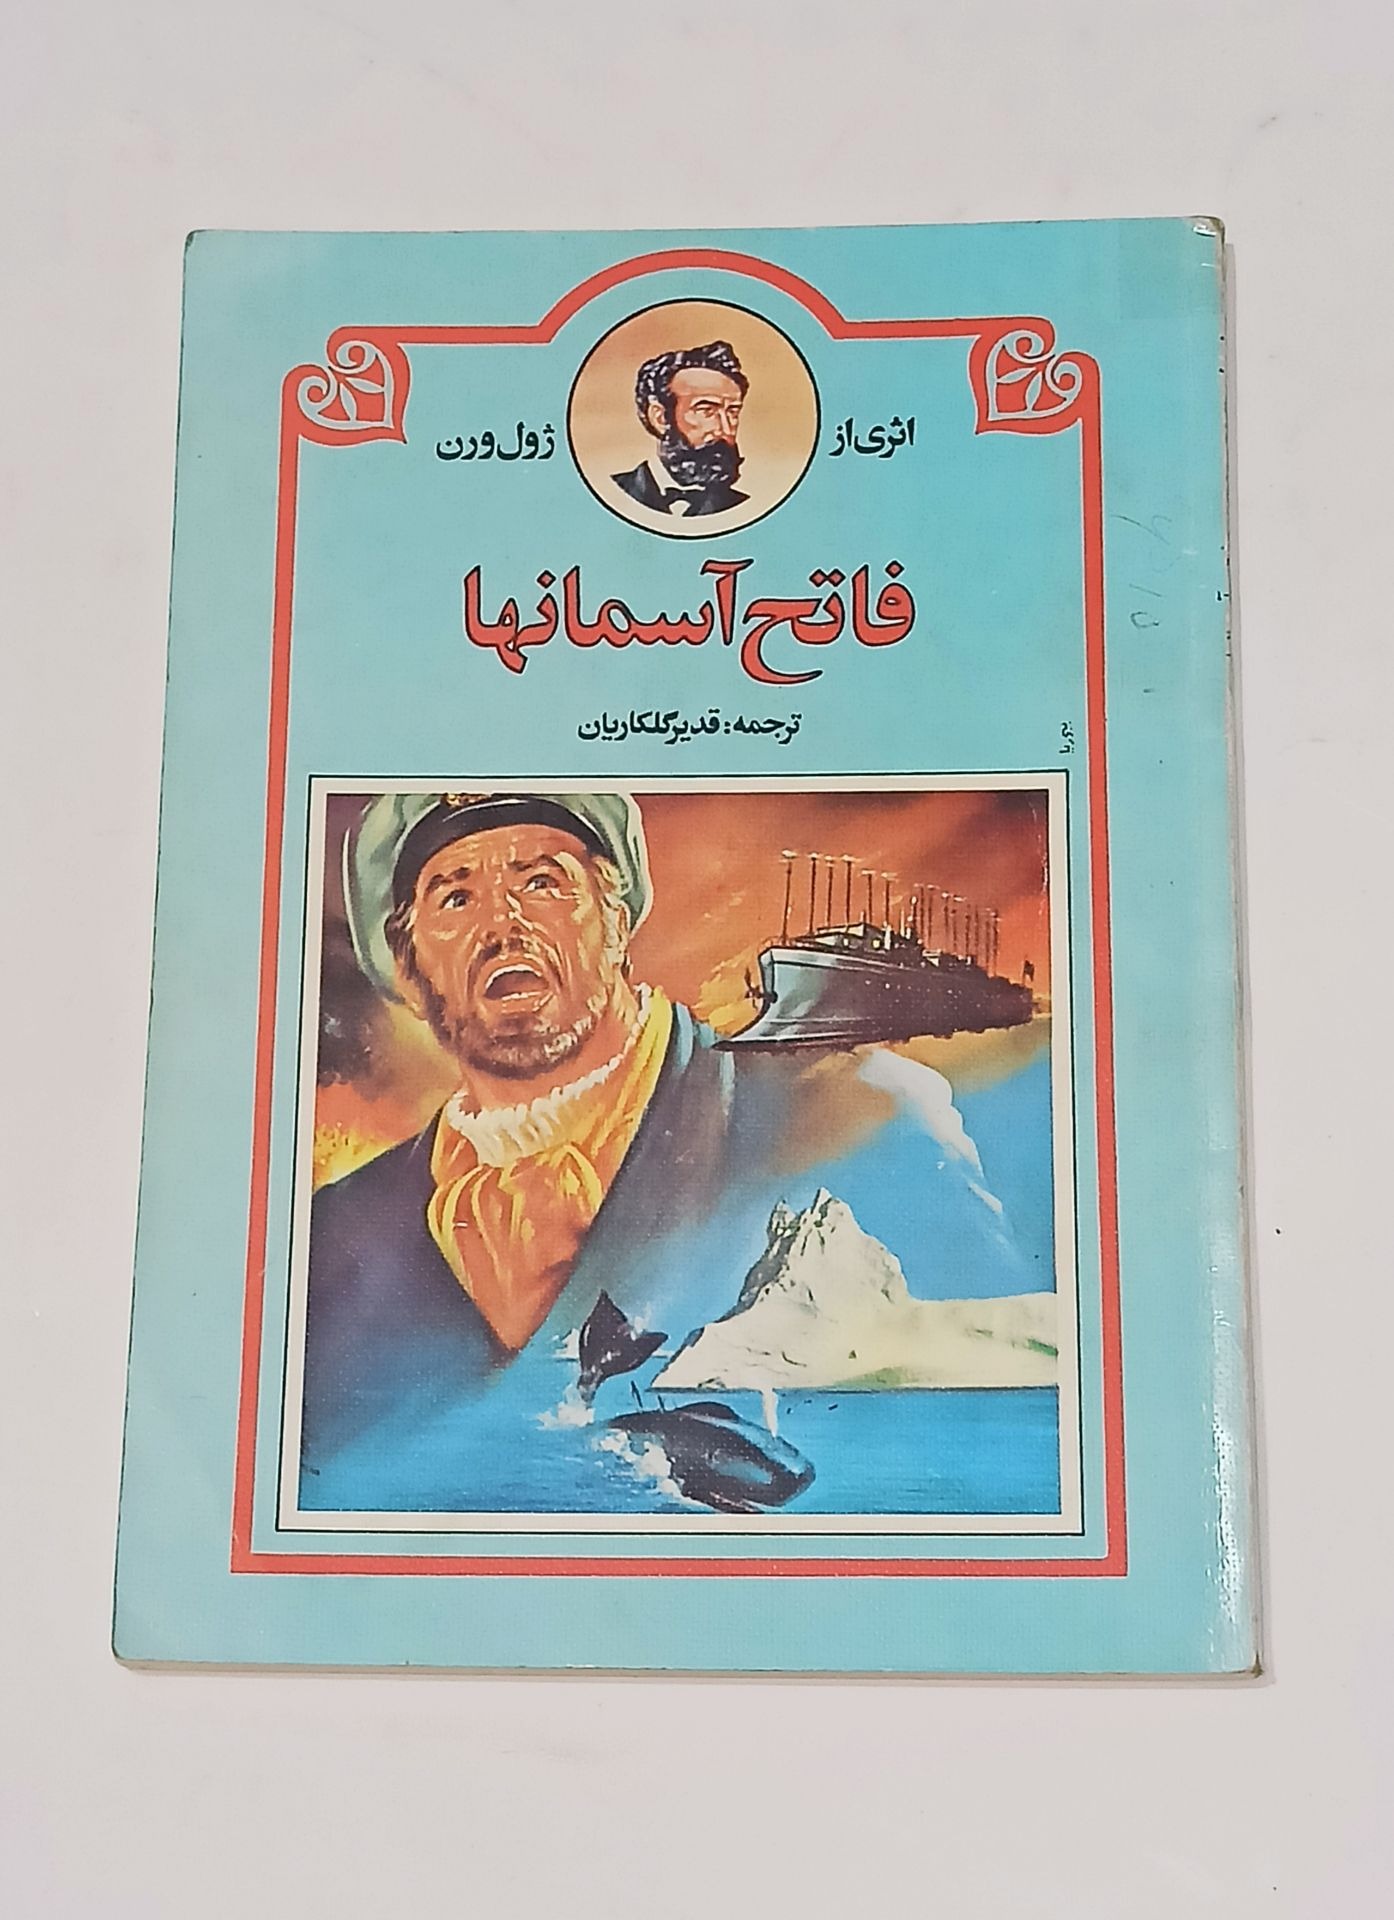 اثری از ژول ورن
فاتح آسمانها
ترجمه: قدیر گلکاریان